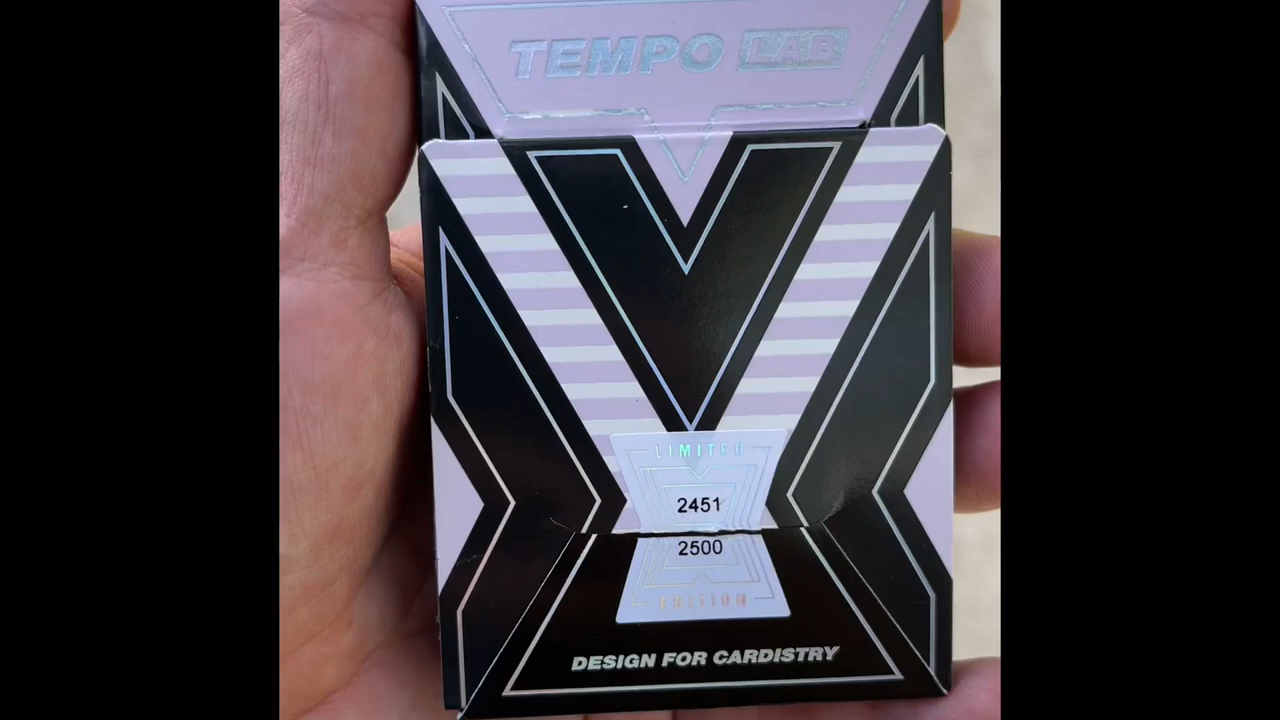 TEMPO LAB
LIMITED
2451
2500
EDITION
DESIGN FOR CARDISTRY